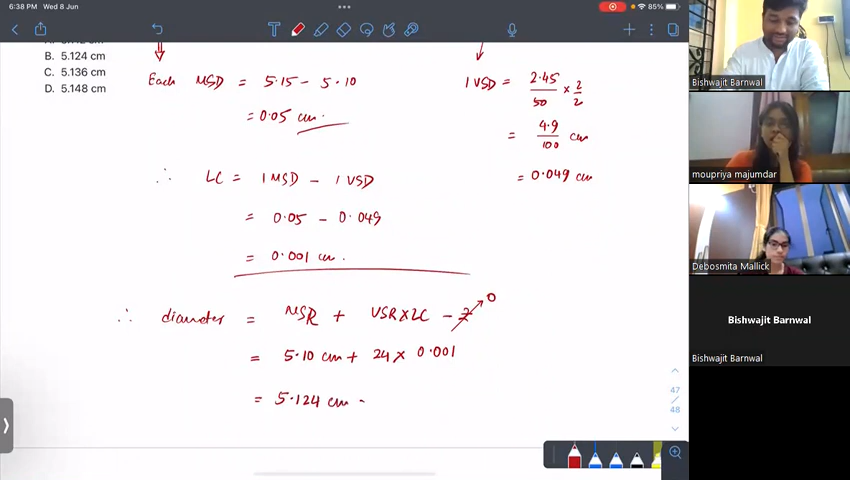 6:38 PM Wed 8 Jun
85%
B. 5.124 cm
C. 5.136 cm
D. 5.148 cm
Each MSD = 5.15 - 5.10
= 0.05 cm.
1 VSD = 2.45/50 × 2/2
= 4.9/100 cm
= 0.049 cm
∴ LC = 1 MSD - 1 VSD
= 0.05 - 0.049
= 0.001 cm.
∴ diameter = MSR + VSR × LC - Z 0
= 5.10 cm + 24 × 0.001
= 5.124 cm -
47
/
48
Bishwajit Barnwal
moupriya majumdar
Debosmita Mallick
Bishwajit Barnwal
Bishwajit Barnwal